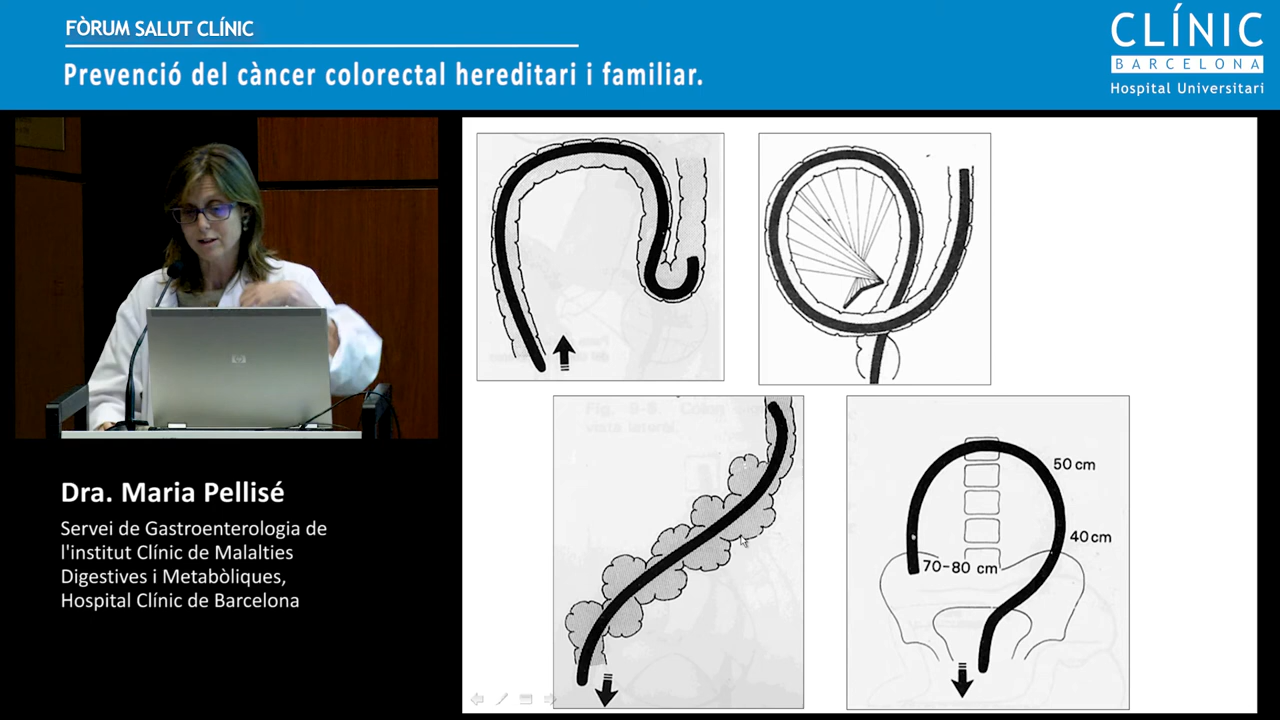 FÒRUM SALUT CLÍNIC
Prevenció del càncer colorectal hereditari i familiar.
CLÍNIC
BARCELONA
Hospital Universitari
Dra. Maria Pellisé
Servei de Gastroenterologia de
l'institut Clínic de Malalties
Digestives i Metabòliques,
Hospital Clínic de Barcelona
hp
50 cm
40 cm
70-80 cm